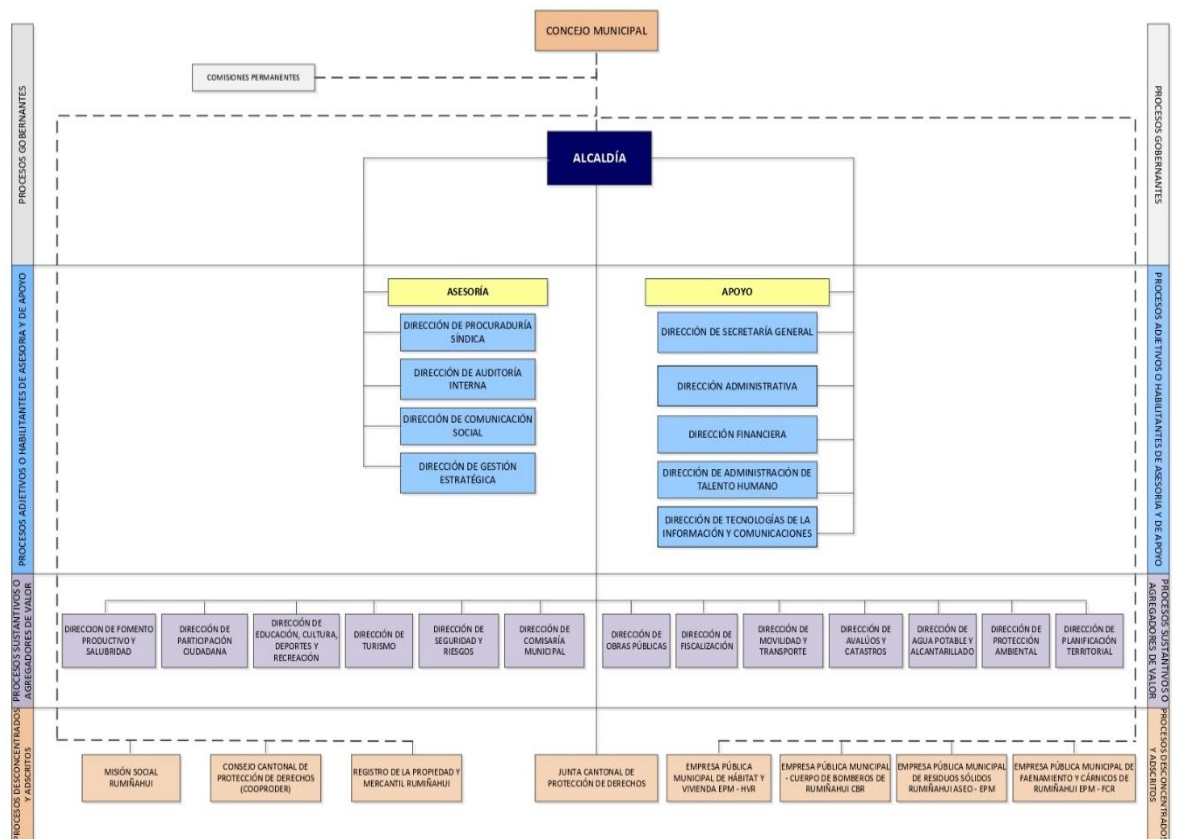 CONCEJO MUNICIPAL
COMISIONES PERMANENTES
ALCALDÍA
PROCESOS GOBERNANTES
PROCESOS GOBERNANTES
PROCESOS ADJETIVOS O HABILITANTES DE ASESORIA Y DE APOYO
ASESORÍA
DIRECCIÓN DE PROCURADURÍA
SÍNDICA
DIRECCIÓN DE AUDITORÍA
INTERNA
DIRECCIÓN DE COMUNICACIÓN
SOCIAL
DIRECCIÓN DE GESTIÓN
ESTRATÉGICA
APOYO
DIRECCIÓN DE SECRETARÍA GENERAL
DIRECCIÓN ADMINISTRATIVA
DIRECCIÓN FINANCIERA
DIRECCIÓN DE ADMINISTRACIÓN DE
TALENTO HUMANO
DIRECCIÓN DE TECNOLOGÍAS DE LA
INFORMACIÓN Y COMUNICACIONES
PROCESOS ADJETIVOS O HABILITANTES DE ASESORIA Y DE APOYO
PROCESOS SUSTANTIVOS O
AGREGADORES DE VALOR
DIRECCION DE FOMENTO
PRODUCTIVO Y
SALUBRIDAD
DIRECCIÓN DE
PARTICIPACIÓN
CIUDADANA
DIRECCIÓN DE
EDUCACIÓN, CULTURA,
DEPORTES Y
RECREACIÓN
DIRECCIÓN DE
TURISMO
DIRECCIÓN DE
SEGURIDAD Y
RIESGOS
DIRECCIÓN DE
COMISARÍA
MUNICIPAL
DIRECCIÓN DE
OBRAS PÚBLICAS
DIRECCIÓN DE
FISCALIZACIÓN
DIRECCIÓN DE
MOVILIDAD Y
TRANSPORTE
DIRECCIÓN DE
AVALÚOS Y
CATASTROS
DIRECCIÓN DE
AGUA POTABLE Y
ALCANTARILLADO
DIRECCIÓN DE
PROTECCIÓN
AMBIENTAL
DIRECCIÓN DE
PLANIFICACIÓN
TERRITORIAL
PROCESOS SUSTANTIVOS O
AGREGADORES DE VALOR
PROCESOS DESCONCENTRADOS
Y ADSCRITOS
MISIÓN SOCIAL
RUMIÑAHUI
CONSEJO CANTONAL DE
PROTECCIÓN DE DERECHOS
(COOPRODER)
REGISTRO DE LA PROPIEDAD Y
MERCANTIL RUMIÑAHUI
JUNTA CANTONAL DE
PROTECCIÓN DE DERECHOS
EMPRESA PÚBLICA
MUNICIPAL DE HÁBITAT Y
VIVIENDA EPM - HVR
EMPRESA PÚBLICA MUNICIPAL
- CUERPO DE BOMBEROS DE
RUMIÑAHUI CBR
EMPRESA PÚBLICA MUNICIPAL
DE RESIDUOS SÓLIDOS
RUMIÑAHUI ASEO - EPM
EMPRESA PÚBLICA MUNICIPAL DE
FAENAMIENTO Y CÁRNICOS DE
RUMIÑAHUI EPM - FCR
PROCESOS DESCONCENTRADOS
Y ADSCRITOS